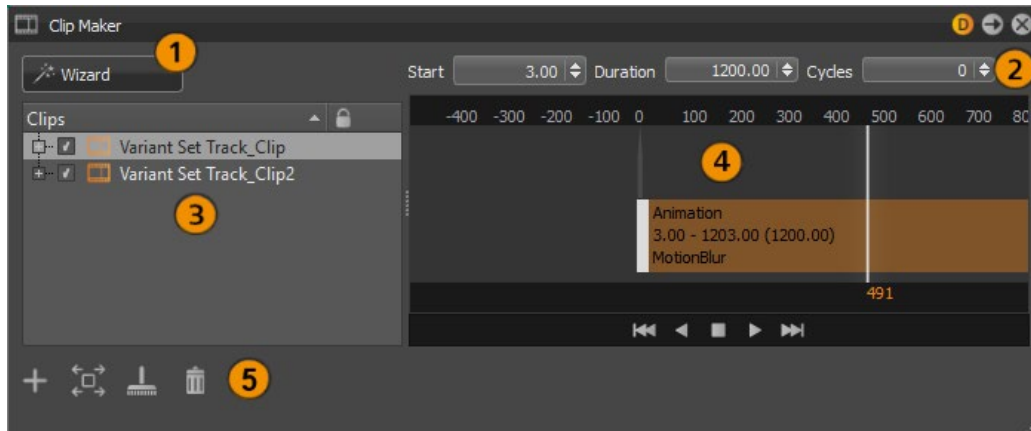 Clip Maker
D
1
Wizard
Start 3.00 Duration 1200.00 Cycles 0
2
Clips
-400 -300 -200 -100 0 100 200 300 400 500 600 700 80
Variant Set Track_Clip
Variant Set Track_Clip2
3
4
Animation
3.00 - 1203.00 (1200.00)
MotionBlur
491
5